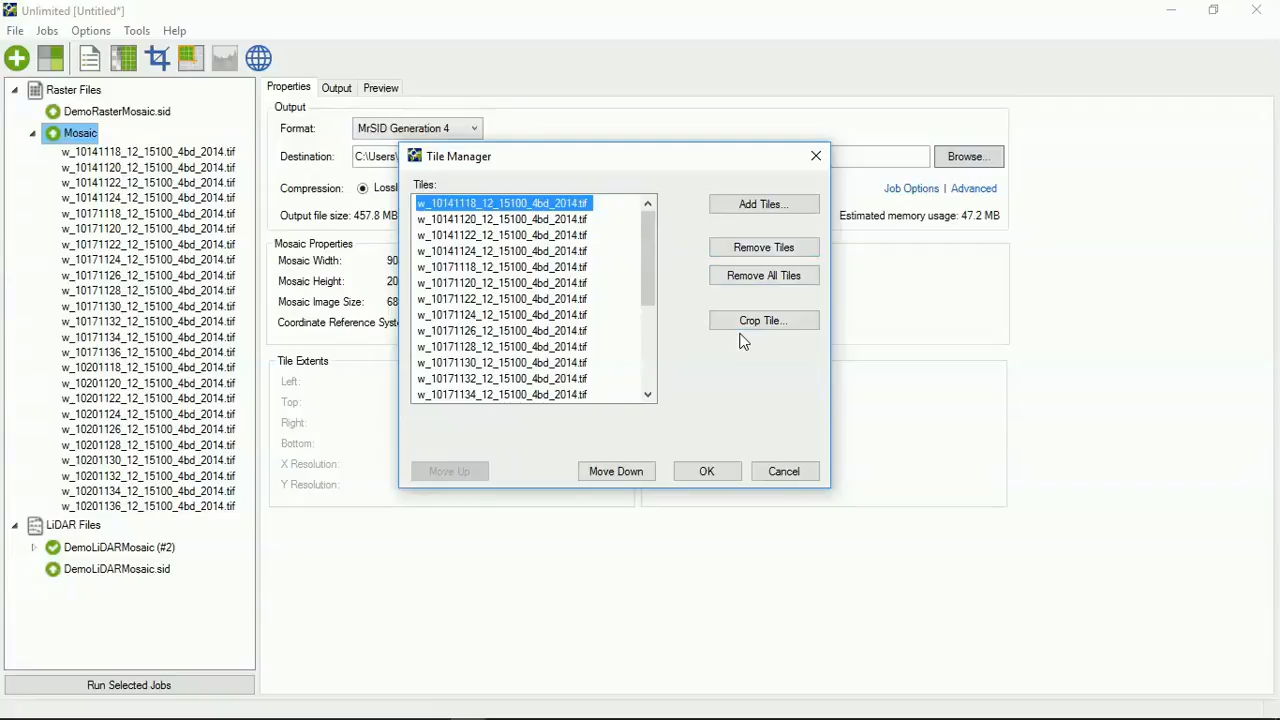 Unlimited [Untitled*]
File Jobs Options Tools Help
Raster Files
DemoRasterMosaic.sid
Mosaic
w_10141118_12_15100_4bd_2014.tif
w_10141120_12_15100_4bd_2014.tif
w_10141122_12_15100_4bd_2014.tif
w_10141124_12_15100_4bd_2014.tif
w_10171118_12_15100_4bd_2014.tif
w_10171120_12_15100_4bd_2014.tif
w_10171122_12_15100_4bd_2014.tif
w_10171124_12_15100_4bd_2014.tif
w_10171126_12_15100_4bd_2014.tif
w_10171128_12_15100_4bd_2014.tif
w_10171130_12_15100_4bd_2014.tif
w_10171132_12_15100_4bd_2014.tif
w_10171134_12_15100_4bd_2014.tif
w_10171136_12_15100_4bd_2014.tif
w_10201118_12_15100_4bd_2014.tif
w_10201120_12_15100_4bd_2014.tif
w_10201122_12_15100_4bd_2014.tif
w_10201124_12_15100_4bd_2014.tif
w_10201126_12_15100_4bd_2014.tif
w_10201128_12_15100_4bd_2014.tif
w_10201130_12_15100_4bd_2014.tif
w_10201132_12_15100_4bd_2014.tif
w_10201134_12_15100_4bd_2014.tif
w_10201136_12_15100_4bd_2014.tif
LiDAR Files
DemoLiDARMosaic (#2)
DemoLiDARMosaic.sid
Run Selected Jobs
Properties Output Preview
Output
Format: MrSID Generation 4
Destination: C:\Users\ Browse...
Compression: Lossl
Job Options | Advanced
Output file size: 457.8 MB
Estimated memory usage: 47.2 MB
Mosaic Properties
Mosaic Width: 90
Mosaic Height: 20
Mosaic Image Size: 68
Coordinate Reference Syst
Tile Extents
Left:
Top:
Right:
Bottom:
X Resolution:
Y Resolution:
Tile Manager
Tiles:
w_10141118_12_15100_4bd_2014.tif
w_10141120_12_15100_4bd_2014.tif
w_10141122_12_15100_4bd_2014.tif
w_10141124_12_15100_4bd_2014.tif
w_10171118_12_15100_4bd_2014.tif
w_10171120_12_15100_4bd_2014.tif
w_10171122_12_15100_4bd_2014.tif
w_10171124_12_15100_4bd_2014.tif
w_10171126_12_15100_4bd_2014.tif
w_10171128_12_15100_4bd_2014.tif
w_10171130_12_15100_4bd_2014.tif
w_10171132_12_15100_4bd_2014.tif
w_10171134_12_15100_4bd_2014.tif
Add Tiles...
Remove Tiles
Remove All Tiles
Crop Tile...
Move Up Move Down OK Cancel